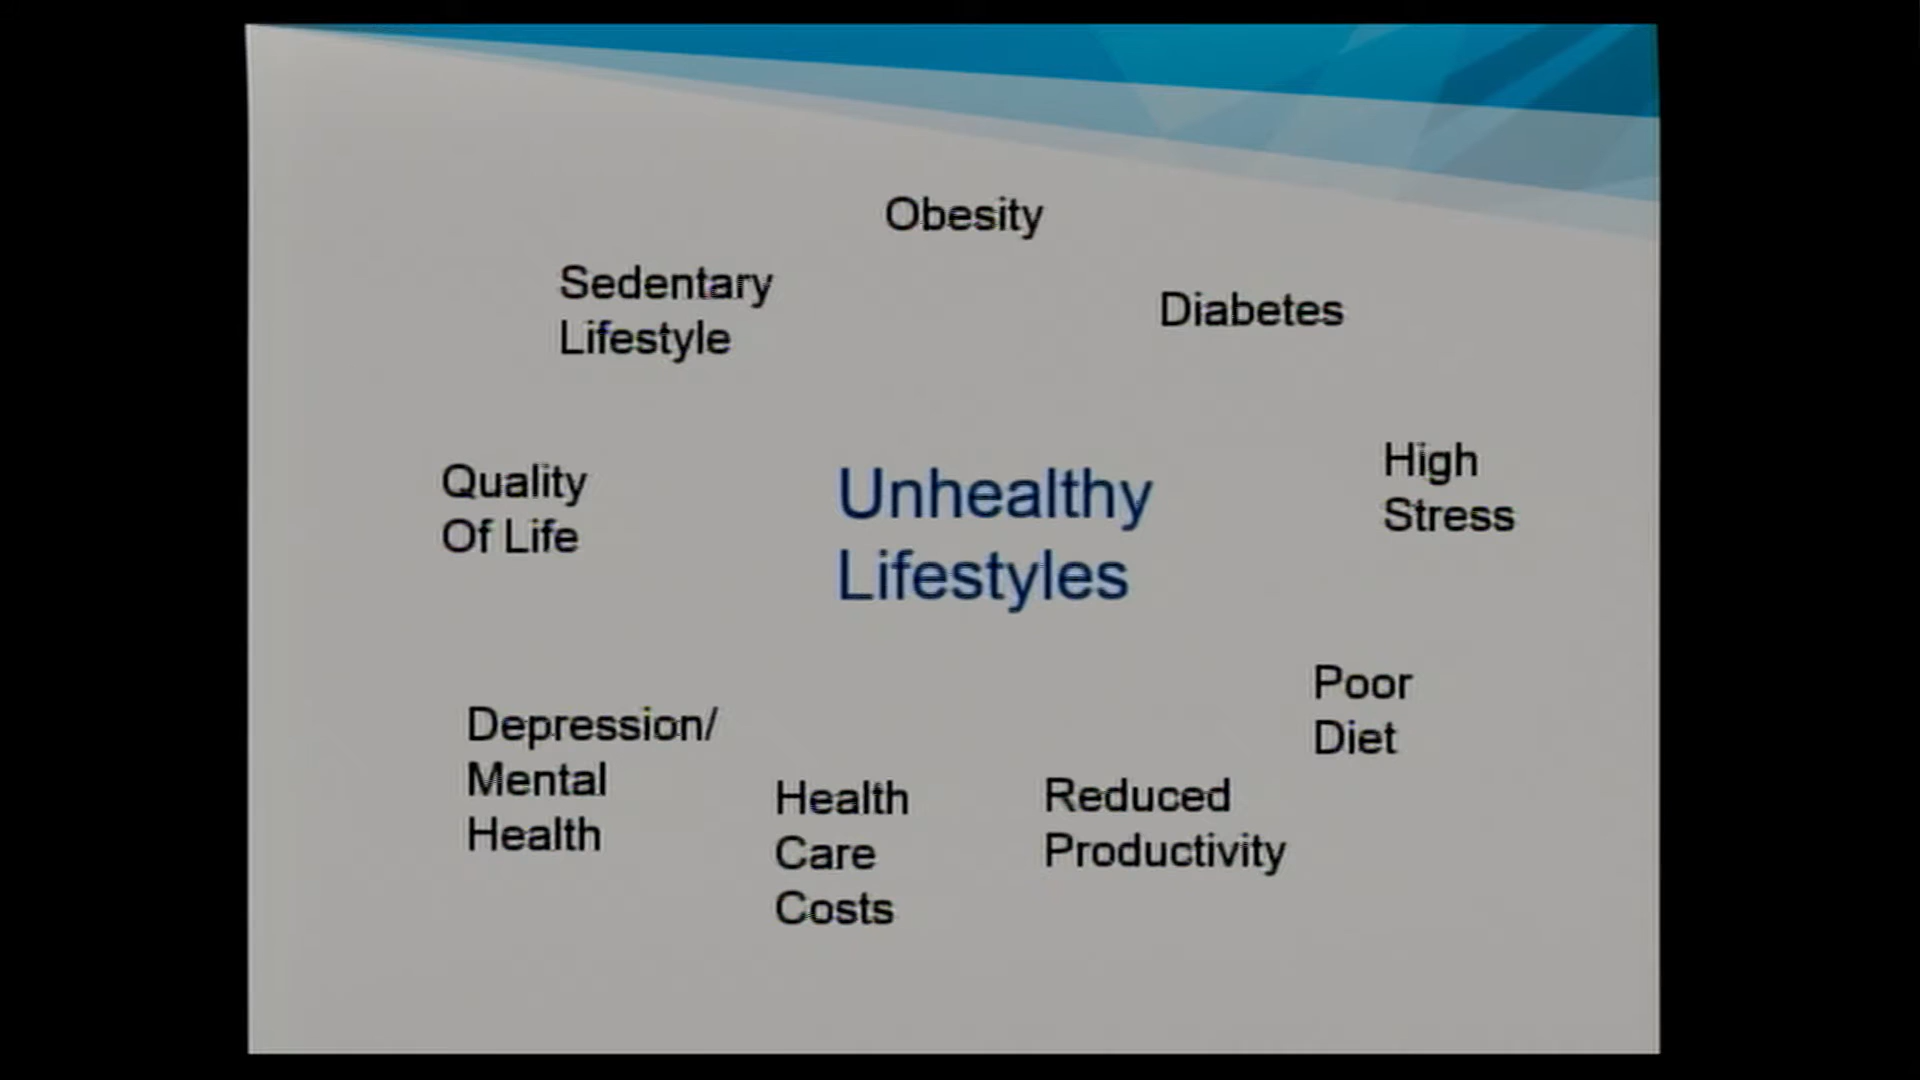 Obesity
Sedentary
Lifestyle
Diabetes
Quality
Of Life
Unhealthy
Lifestyles
High
Stress
Poor
Diet
Depression/
Mental
Health
Health
Care
Costs
Reduced
Productivity